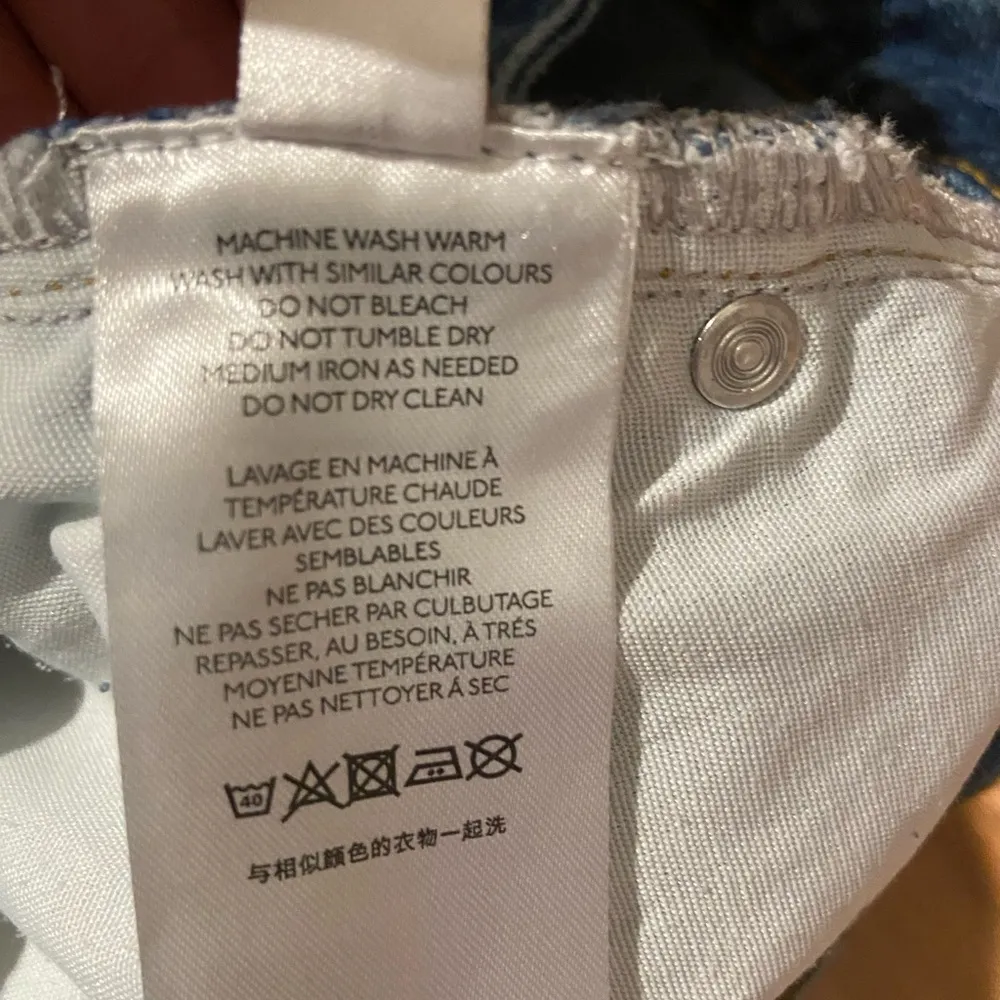 MACHINE WASH WARM
WASH WITH SIMILAR COLOURS
DO NOT BLEACH
DO NOT TUMBLE DRY
MEDIUM IRON AS NEEDED
DO NOT DRY CLEAN
LAVAGE EN MACHINE À
TEMPÉRATURE CHAUDE
LAVER AVEC DES COULEURS
SEMBLABLES
NE PAS BLANCHIR
NE PAS SECHER PAR CULBUTAGE
REPASSER, AU BESOIN, À TRÉS
MOYENNE TEMPÉRATURE
NE PAS NETTOYER Á SEC
40
与相似顏色的衣物一起洗